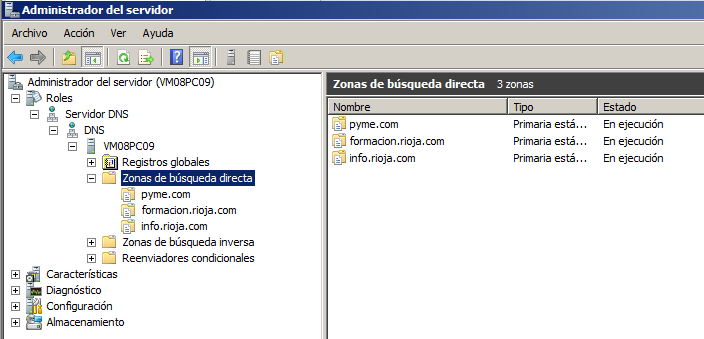 Administrador del servidor
Archivo Acción Ver Ayuda
Administrador del servidor (VM08PC09)
Roles
Servidor DNS
DNS
VM08PC09
Registros globales
Zonas de búsqueda directa
pyme.com
formacion.rioja.com
info.rioja.com
Zonas de búsqueda inversa
Reenviadores condicionales
Características
Diagnóstico
Configuración
Almacenamiento
Zonas de búsqueda directa 3 zonas
Nombre Tipo Estado
pyme.com Primaria está... En ejecución
formacion.rioja.com Primaria está... En ejecución
info.rioja.com Primaria está... En ejecución